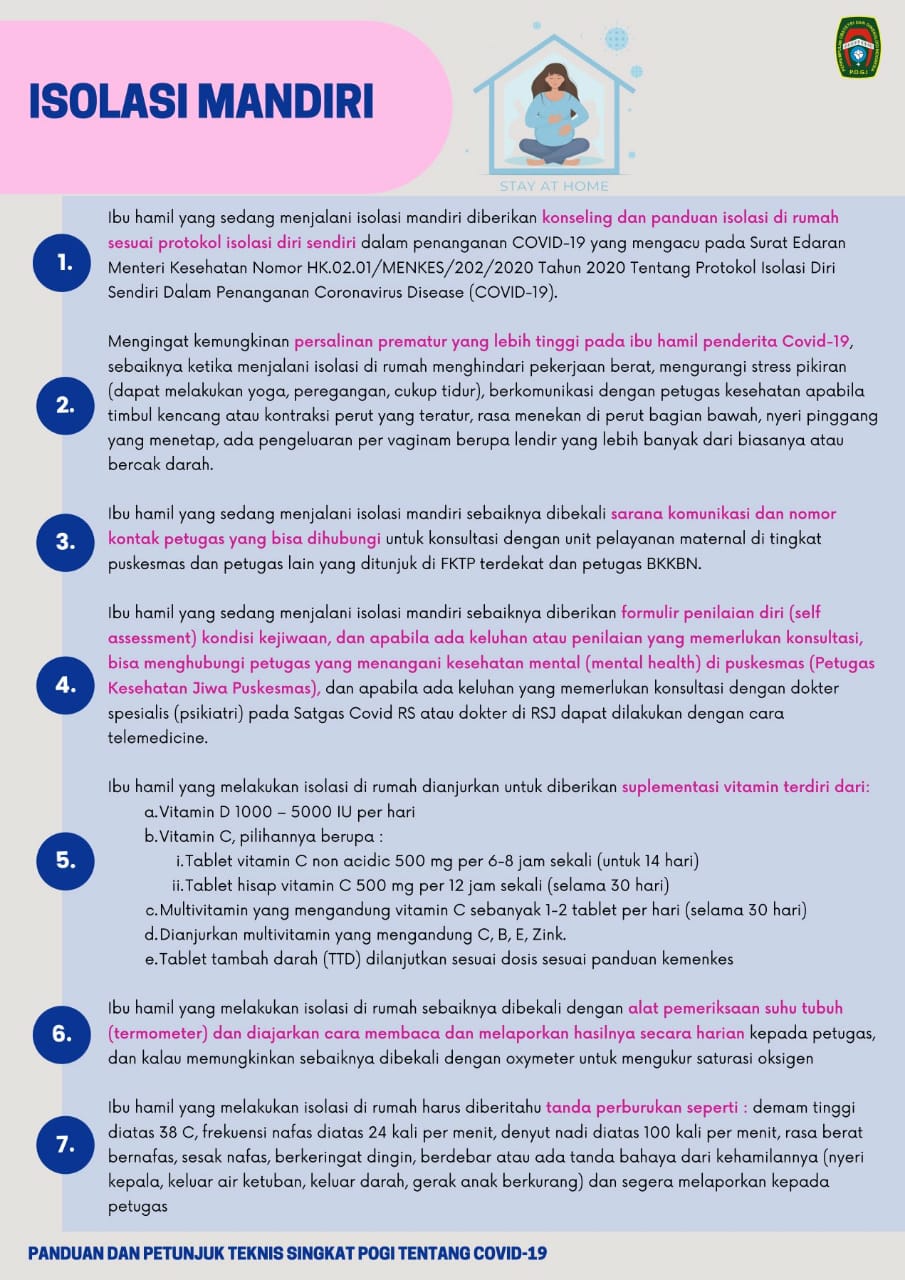 ISOLASI MANDIRI
STAY AT HOME
P.O.G.I
1.
Ibu hamil yang sedang menjalani isolasi mandiri diberikan konseling dan panduan isolasi di rumah
sesuai protokol isolasi diri sendiri dalam penanganan COVID-19 yang mengacu pada Surat Edaran
Menteri Kesehatan Nomor HK.02.01/MENKES/202/2020 Tahun 2020 Tentang Protokol Isolasi Diri
Sendiri Dalam Penanganan Coronavirus Disease (COVID-19).
2.
Mengingat kemungkinan persalinan prematur yang lebih tinggi pada ibu hamil penderita Covid-19,
sebaiknya ketika menjalani isolasi di rumah menghindari pekerjaan berat, mengurangi stress pikiran
(dapat melakukan yoga, peregangan, cukup tidur), berkomunikasi dengan petugas kesehatan apabila
timbul kencang atau kontraksi perut yang teratur, rasa menekan di perut bagian bawah, nyeri pinggang
yang menetap, ada pengeluaran per vaginam berupa lendir yang lebih banyak dari biasanya atau
bercak darah.
3.
Ibu hamil yang sedang menjalani isolasi mandiri sebaiknya dibekali sarana komunikasi dan nomor
kontak petugas yang bisa dihubungi untuk konsultasi dengan unit pelayanan maternal di tingkat
puskesmas dan petugas lain yang ditunjuk di FKTP terdekat dan petugas BKKBN.
4.
Ibu hamil yang sedang menjalani isolasi mandiri sebaiknya diberikan formulir penilaian diri (self
assessment) kondisi kejiwaan, dan apabila ada keluhan atau penilaian yang memerlukan konsultasi,
bisa menghubungi petugas yang menangani kesehatan mental (mental health) di puskesmas (Petugas
Kesehatan Jiwa Puskesmas), dan apabila ada keluhan yang memerlukan konsultasi dengan dokter
spesialis (psikiatri) pada Satgas Covid RS atau dokter di RSJ dapat dilakukan dengan cara
telemedicine.
5.
Ibu hamil yang melakukan isolasi di rumah dianjurkan untuk diberikan suplementasi vitamin terdiri dari:
a.Vitamin D 1000 – 5000 IU per hari
b.Vitamin C, pilihannya berupa :
i.Tablet vitamin C non acidic 500 mg per 6-8 jam sekali (untuk 14 hari)
ii.Tablet hisap vitamin C 500 mg per 12 jam sekali (selama 30 hari)
c.Multivitamin yang mengandung vitamin C sebanyak 1-2 tablet per hari (selama 30 hari)
d.Dianjurkan multivitamin yang mengandung C, B, E, Zink.
e.Tablet tambah darah (TTD) dilanjutkan sesuai dosis sesuai panduan kemenkes
6.
Ibu hamil yang melakukan isolasi di rumah sebaiknya dibekali dengan alat pemeriksaan suhu tubuh
(termometer) dan diajarkan cara membaca dan melaporkan hasilnya secara harian kepada petugas,
dan kalau memungkinkan sebaiknya dibekali dengan oxymeter untuk mengukur saturasi oksigen
7.
Ibu hamil yang melakukan isolasi di rumah harus diberitahu tanda perburukan seperti : demam tinggi
diatas 38 C, frekuensi nafas diatas 24 kali per menit, denyut nadi diatas 100 kali per menit, rasa berat
bernafas, sesak nafas, berkeringat dingin, berdebar atau ada tanda bahaya dari kehamilannya (nyeri
kepala, keluar air ketuban, keluar darah, gerak anak berkurang) dan segera melaporkan kepada
petugas
PANDUAN DAN PETUNJUK TEKNIS SINGKAT POGI TENTANG COVID-19